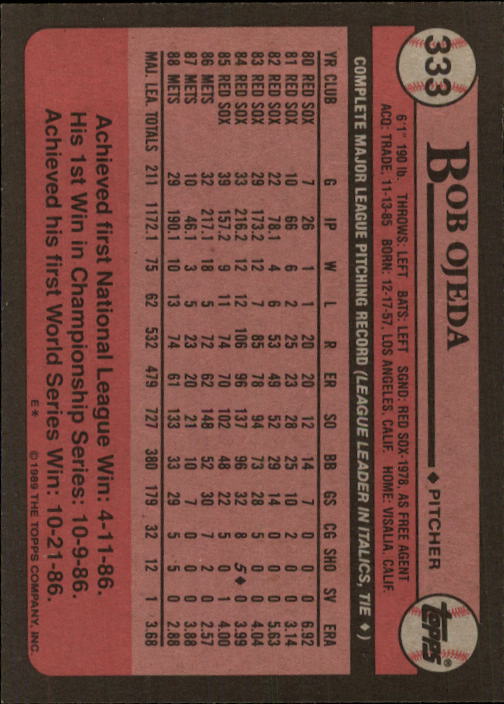 333
BOB OJEDA
♦ PITCHER
topps®
6'1" 190 lb. THROWS: LEFT BATS: LEFT SGND: RED SOX-1978, AS FREE AGENT
ACQ: TRADE, 11-13-85 BORN: 12-17-57, LOS ANGELES, CALIF. HOME: VISALIA, CALIF.
COMPLETE MAJOR LEAGUE PITCHING RECORD (LEAGUE LEADER IN ITALICS, TIE ♦)
YR CLUB G IP W L R ER SO BB GS CG SHO SV ERA
80 RED SOX 7 26 1 1 20 20 12 14 7 0 0 0 6.92
81 RED SOX 10 66 6 2 25 23 28 25 10 2 0 0 3.14
82 RED SOX 22 78.1 4 6 53 49 52 29 14 0 0 0 5.63
83 RED SOX 29 173.2 12 7 85 78 94 73 28 5 0 0 4.04
84 RED SOX 33 216.2 12 12 106 96 137 96 32 8 5♦ 0 3.99
85 RED SOX 39 157.2 9 11 74 70 102 48 22 5 0 1 4.00
86 METS 32 217.1 18 5 72 62 148 52 30 7 2 0 2.57
87 METS 10 46.1 3 5 23 20 21 10 7 0 0 0 3.88
88 METS 29 190.1 10 13 74 61 133 33 29 5 5 0 2.88
MAJ. LEA. TOTALS 211 1172.1 75 62 532 479 727 380 179 32 12 1 3.68
Achieved first National League Win: 4-11-86.
His 1st Win in Championship Series: 10-9-86.
Achieved his first World Series Win: 10-21-86.
E* © 1989 THE TOPPS COMPANY, INC.